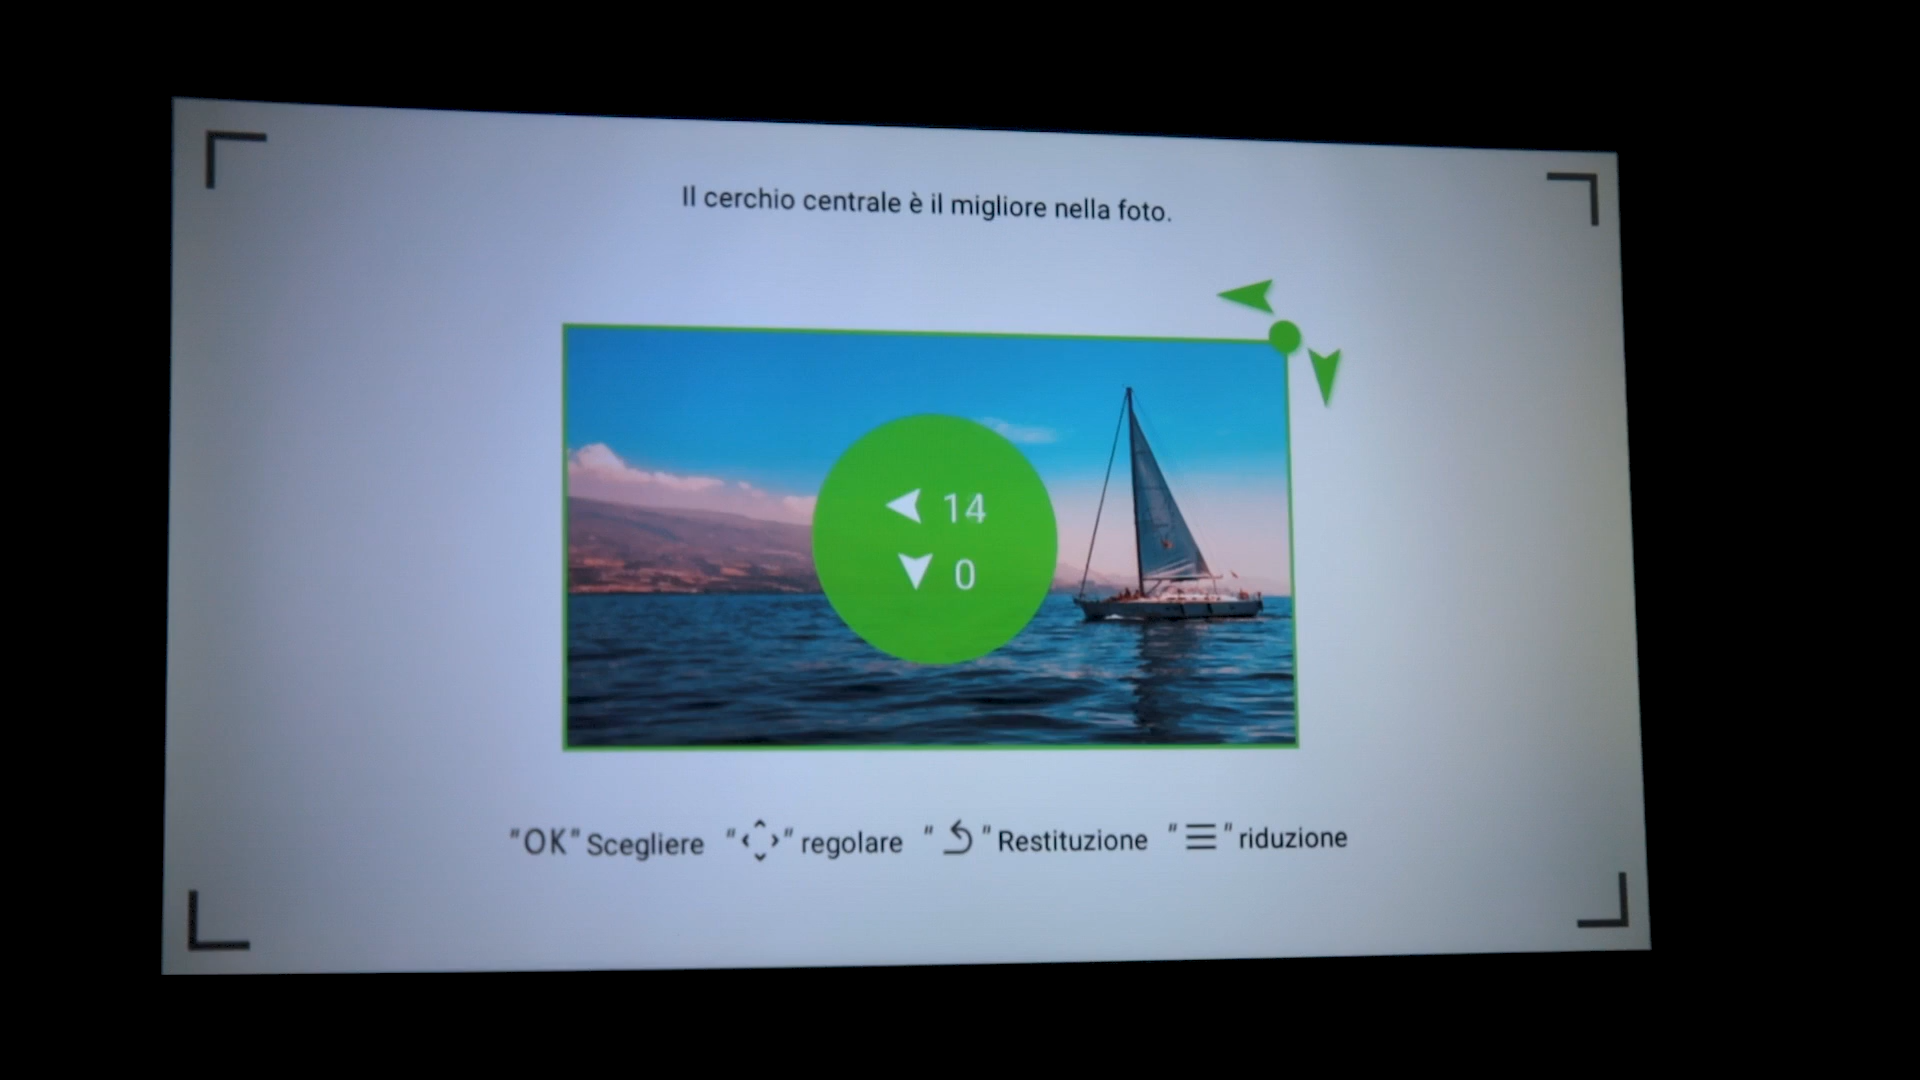 Il cerchio centrale è il migliore nella foto.
14
0
"OK" Scegliere "" regolare "" Restituzione "" riduzione